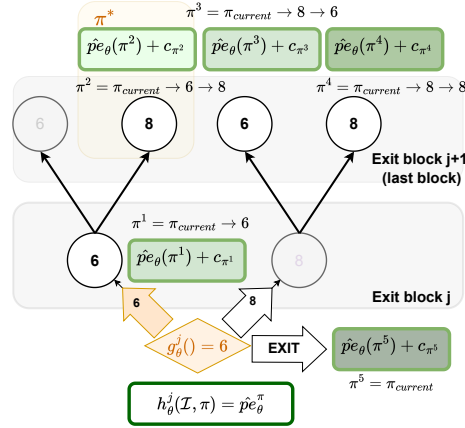 π* π³ = π_current → 8 → 6
p̂e_θ(π²) + c_π² p̂e_θ(π³) + c_π³ p̂e_θ(π⁴) + c_π⁴
π² = π_current → 6 → 8 π⁴ = π_current → 8 → 8
6 8 6 8
Exit block j+1
(last block)
π¹ = π_current → 6
6 p̂e_θ(π¹) + c_π¹ 8
6 8 Exit block j
g_θ^j() = 6 EXIT p̂e_θ(π⁵) + c_π⁵
π⁵ = π_current
h_θ^j(𝓘, π) = p̂e_θ^π